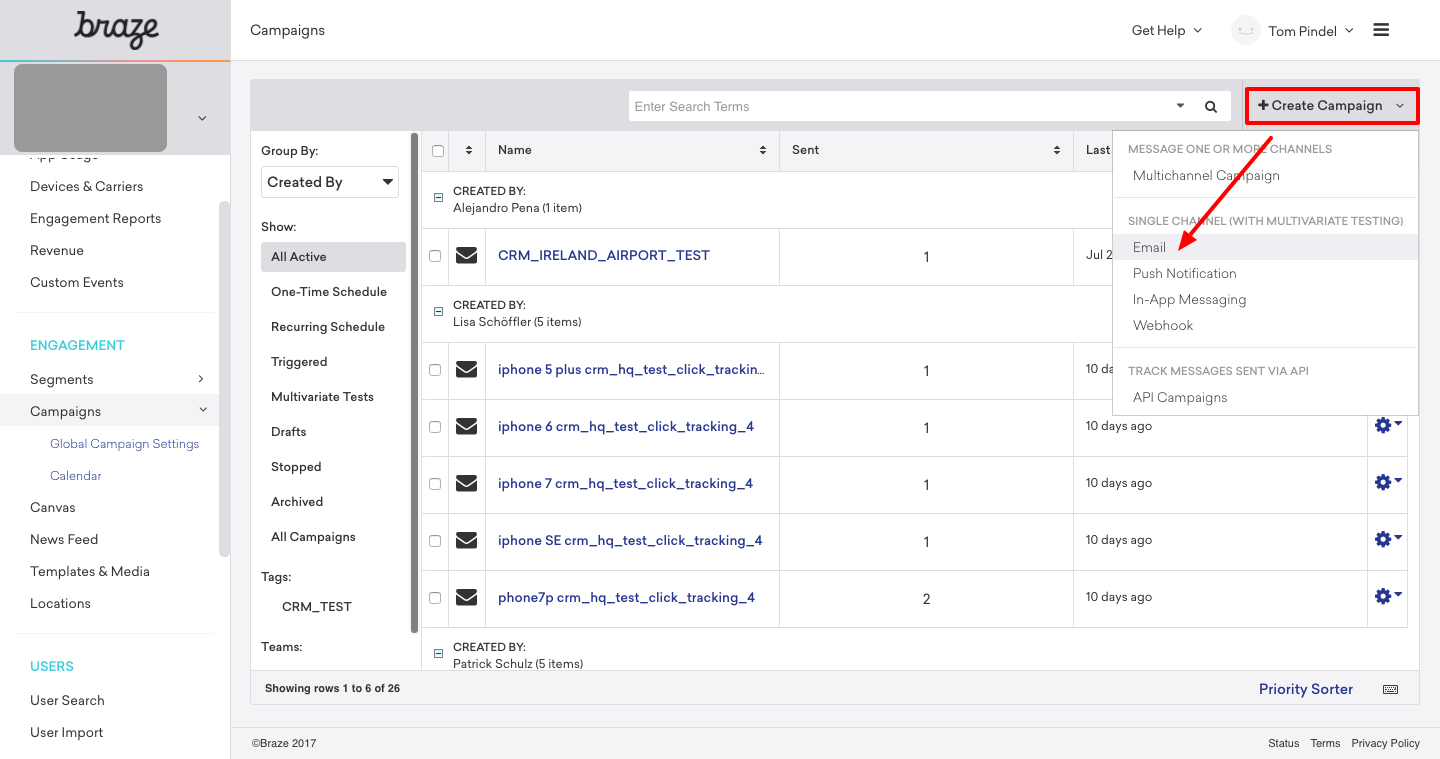 braze
Campaigns
Get Help
Tom Pindel
App Usage
Devices & Carriers
Engagement Reports
Revenue
Custom Events
ENGAGEMENT
Segments
Campaigns
Global Campaign Settings
Calendar
Canvas
News Feed
Templates & Media
Locations
USERS
User Search
User Import
Enter Search Terms
Create Campaign
MESSAGE ONE OR MORE CHANNELS
Multichannel Campaign
SINGLE CHANNEL (WITH MULTIVARIATE TESTING)
Email
Push Notification
In-App Messaging
Webhook
TRACK MESSAGES SENT VIA API
API Campaigns
Group By:
Created By
Show:
All Active
One-Time Schedule
Recurring Schedule
Triggered
Multivariate Tests
Drafts
Stopped
Archived
All Campaigns
Tags:
CRM_TEST
Teams:
Name Sent Last
CREATED BY:
Alejandro Pena (1 item)
CRM_IRELAND_AIRPORT_TEST 1 Jul 2
CREATED BY:
Lisa Schöffler (5 items)
iphone 5 plus crm_hq_test_click_trackin... 1 10 da
iphone 6 crm_hq_test_click_tracking_4 1 10 days ago
iphone 7 crm_hq_test_click_tracking_4 1 10 days ago
iphone SE crm_hq_test_click_tracking_4 1 10 days ago
phone7p crm_hq_test_click_tracking_4 2 10 days ago
CREATED BY:
Patrick Schulz (5 items)
Showing rows 1 to 6 of 26
Priority Sorter
©Braze 2017
Status Terms Privacy Policy